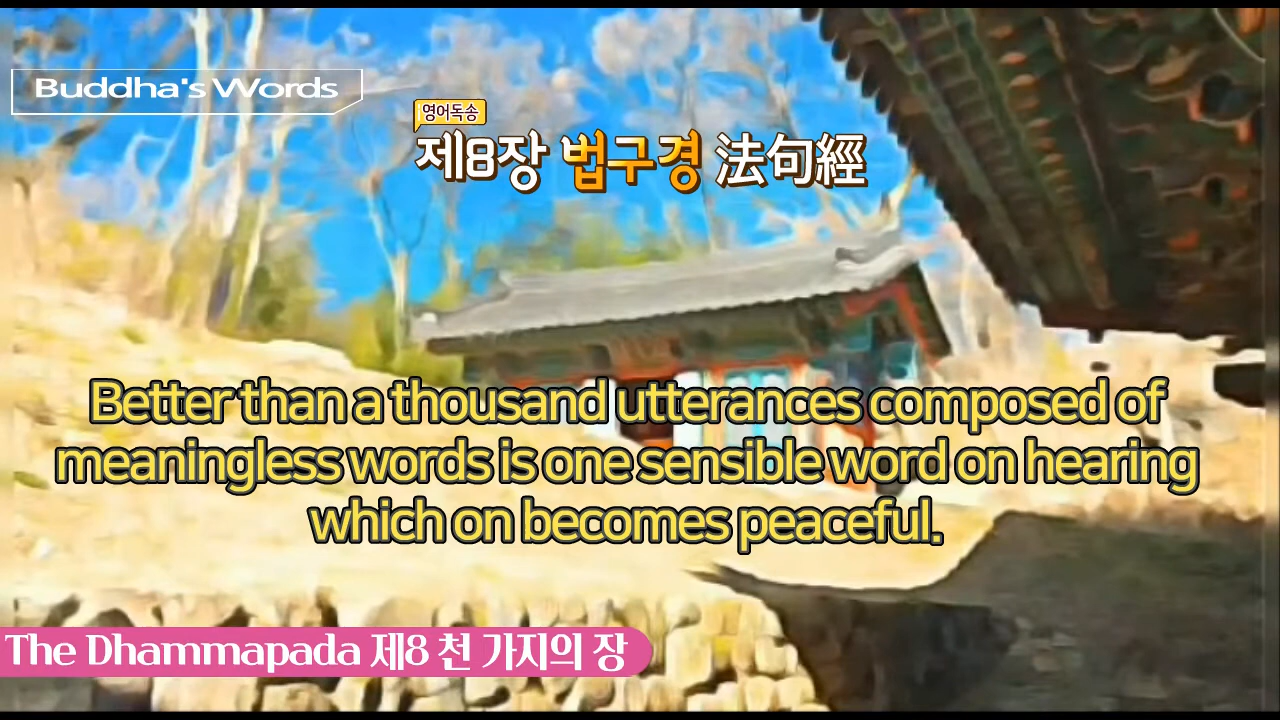 Buddha's Words
영어독송
제8장 법구경 法句經
Better than a thousand utterances composed of
meaningless words is one sensible word on hearing
which on becomes peaceful.
The Dhammapada 제8 천 가지의 장